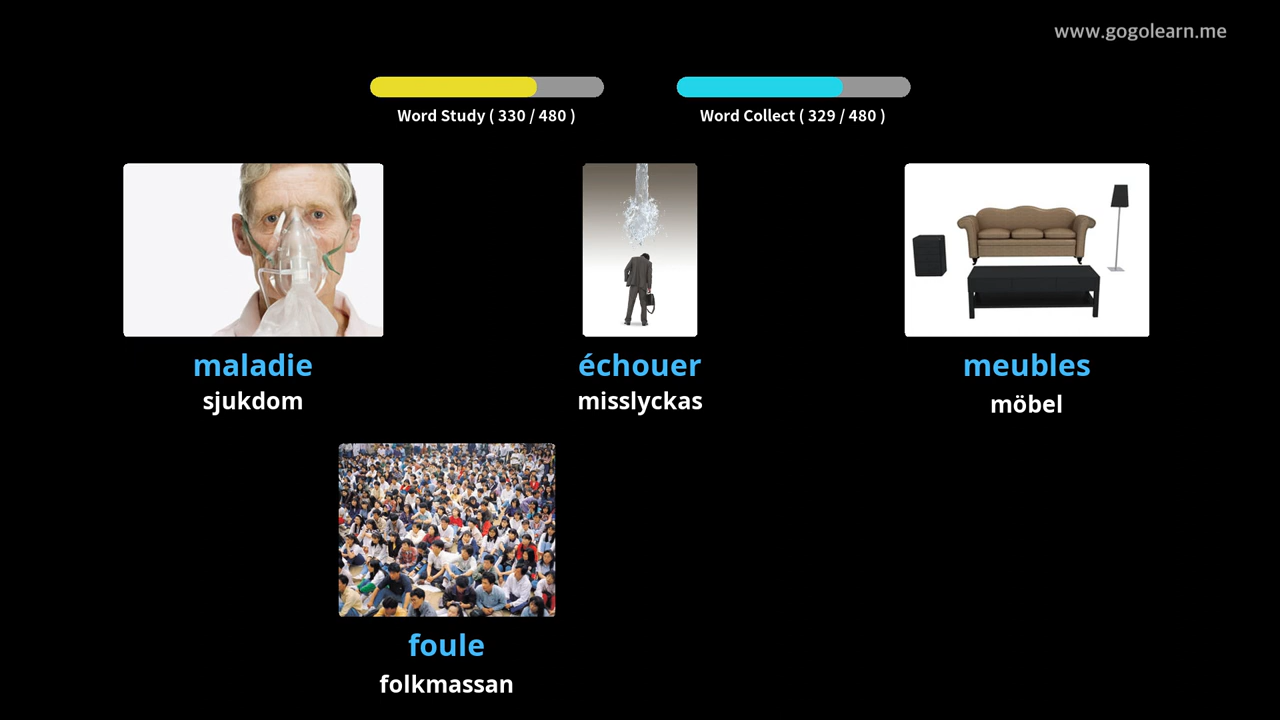 www.gogolearn.me
Word Study ( 330 / 480 )
Word Collect ( 329 / 480 )
maladie
sjukdom
échouer
misslyckas
meubles
möbel
foule
folkmassan